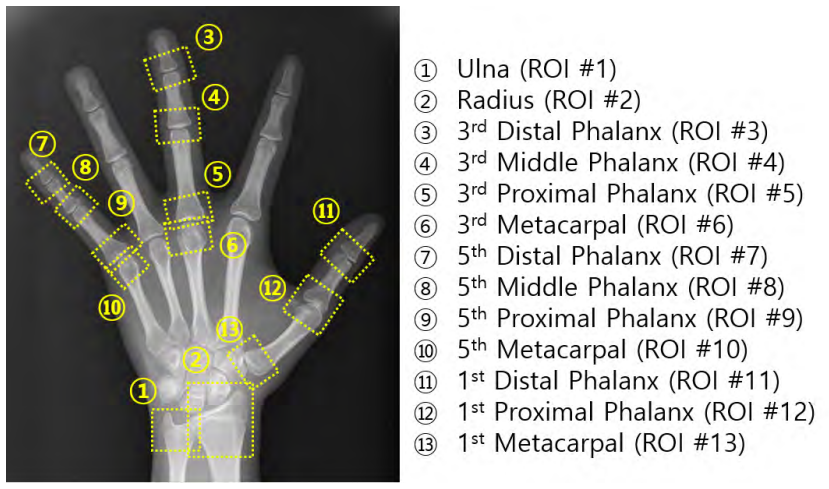 ③
④
⑦
⑧
⑤
⑨
⑪
⑥
⑫
⑩
⑬
②
①
① Ulna (ROI #1)
② Radius (ROI #2)
③ 3rd Distal Phalanx (ROI #3)
④ 3rd Middle Phalanx (ROI #4)
⑤ 3rd Proximal Phalanx (ROI #5)
⑥ 3rd Metacarpal (ROI #6)
⑦ 5th Distal Phalanx (ROI #7)
⑧ 5th Middle Phalanx (ROI #8)
⑨ 5th Proximal Phalanx (ROI #9)
⑩ 5th Metacarpal (ROI #10)
⑪ 1st Distal Phalanx (ROI #11)
⑫ 1st Proximal Phalanx (ROI #12)
⑬ 1st Metacarpal (ROI #13)